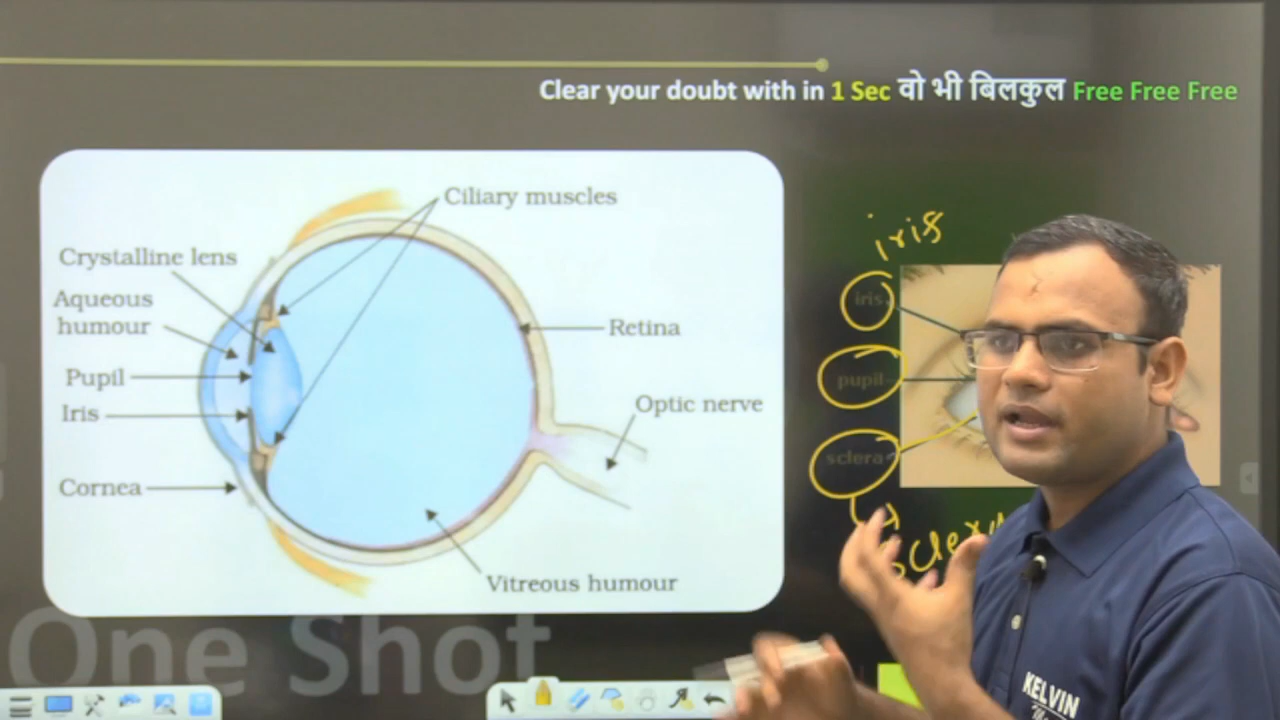 Clear your doubt with in 1 Sec वो भी बिलकुल Free Free Free
Ciliary muscles
Crystalline lens
Aqueous
humour
Pupil
Iris
Cornea
Retina
Optic nerve
Vitreous humour
iris
iris
pupil
sclera
One Shot
KELVIN